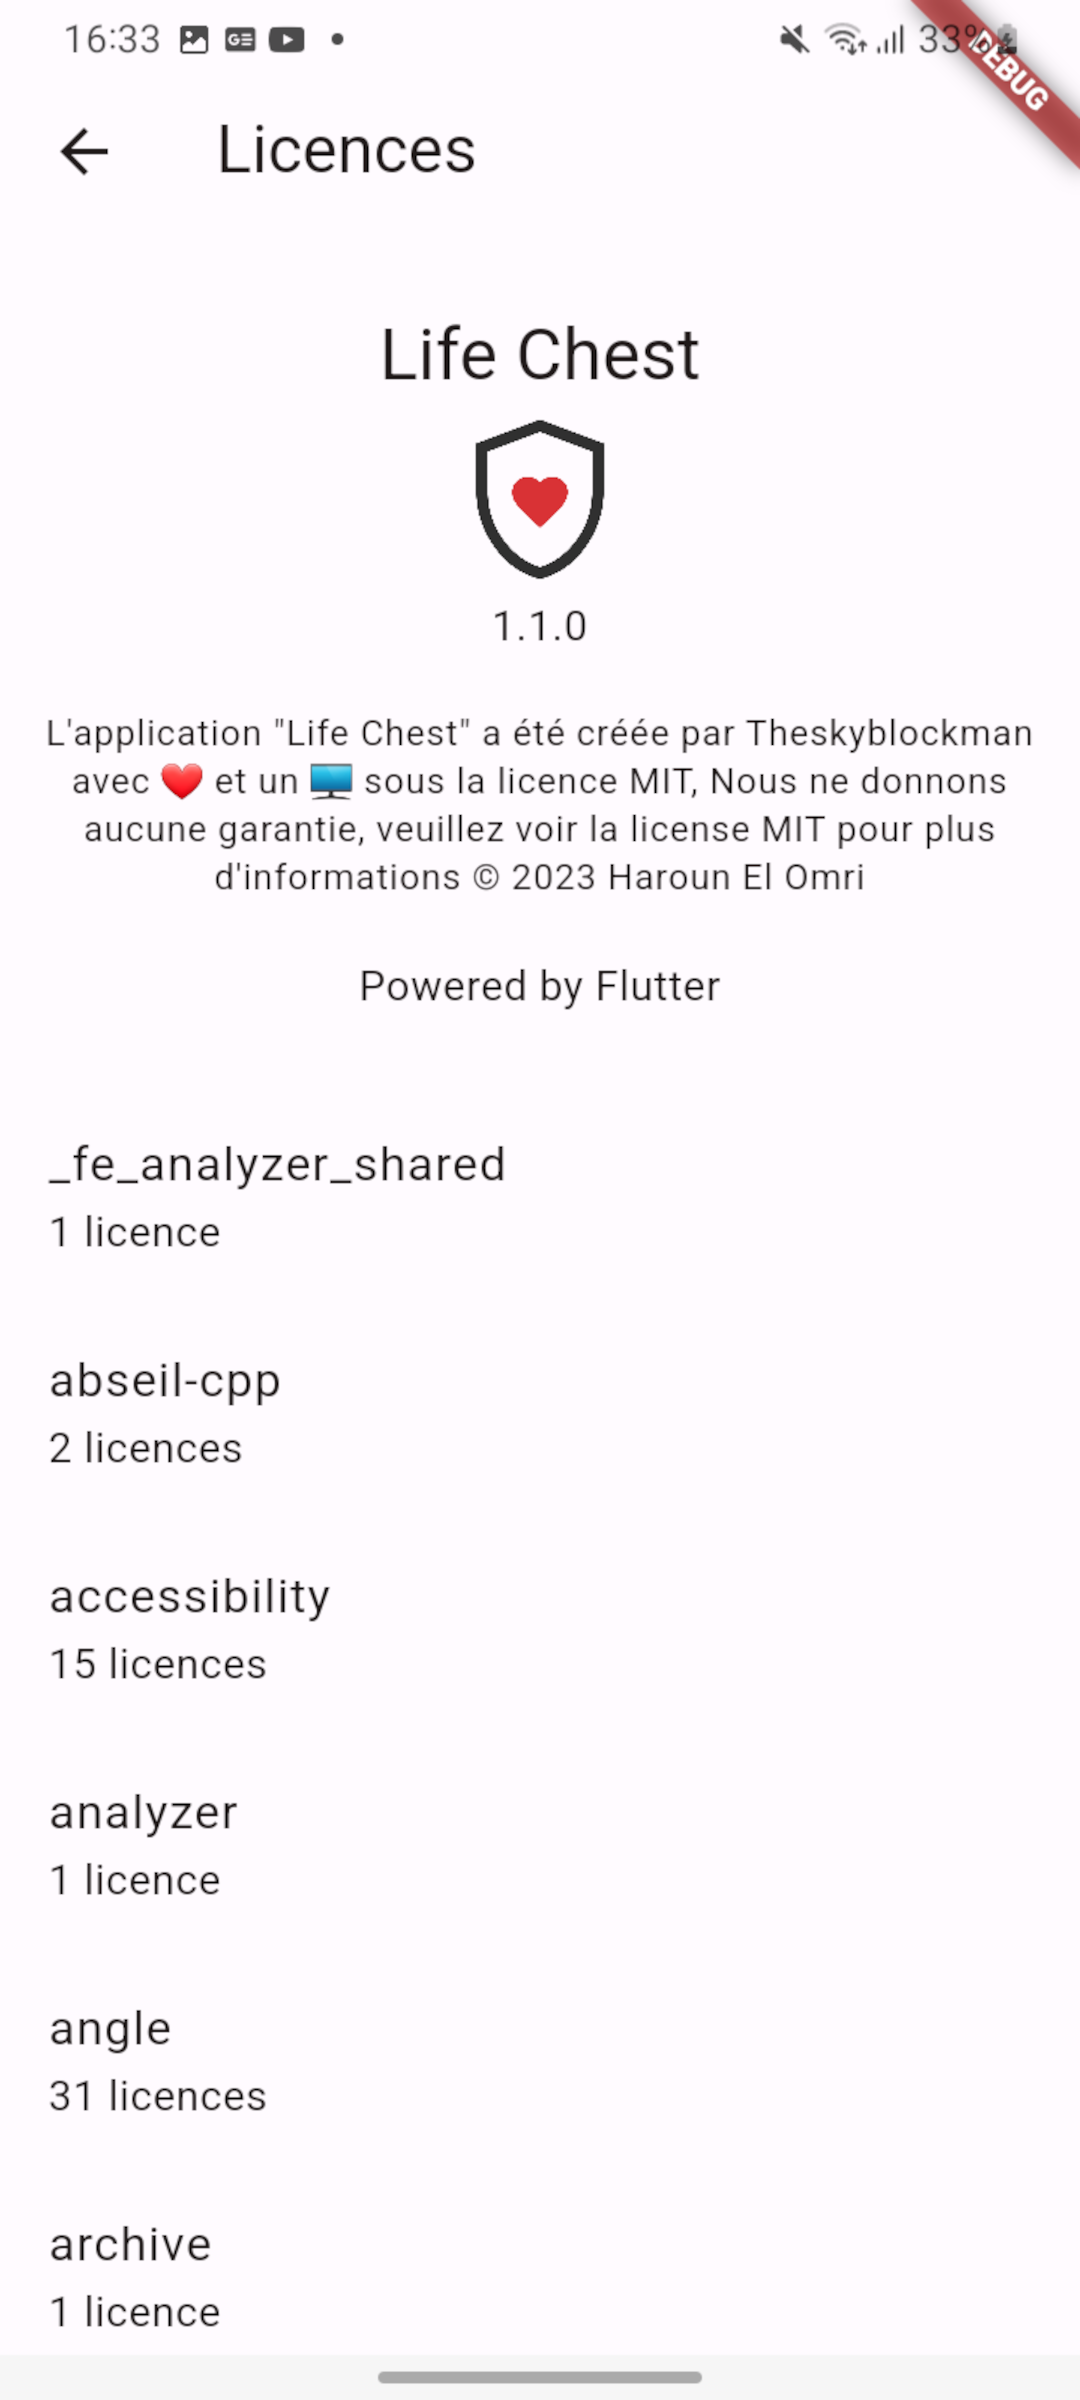 16:33
33%
DEBUG
Licences
Life Chest
1.1.0
L'application "Life Chest" a été créée par Theskyblockman
avec ❤️ et un 🖥️ sous la licence MIT, Nous ne donnons
aucune garantie, veuillez voir la license MIT pour plus
d'informations © 2023 Haroun El Omri
Powered by Flutter
_fe_analyzer_shared
1 licence
abseil-cpp
2 licences
accessibility
15 licences
analyzer
1 licence
angle
31 licences
archive
1 licence